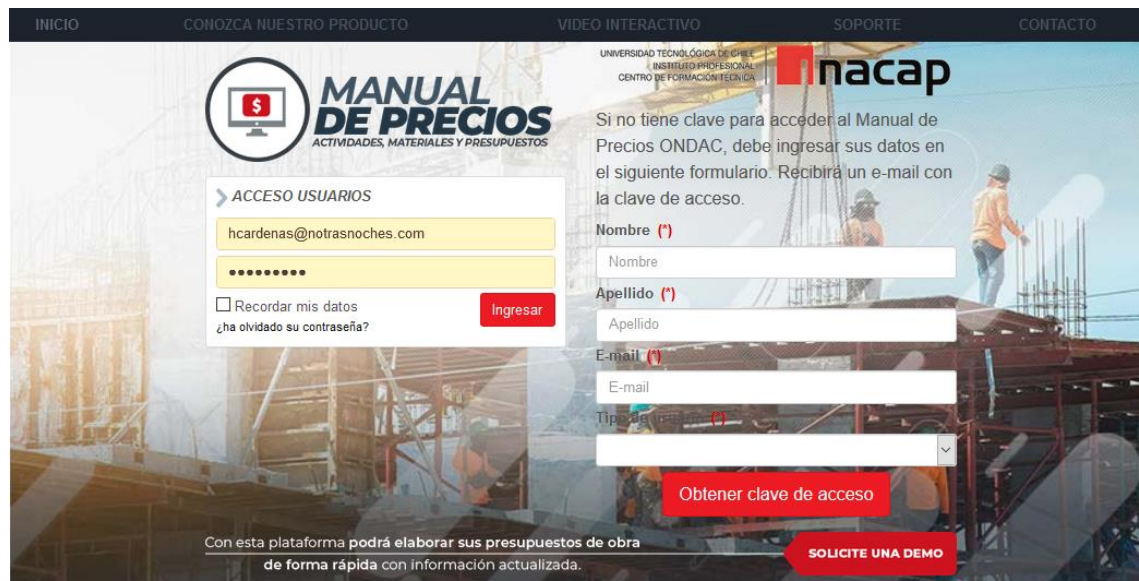 INICIO CONOZCA NUESTRO PRODUCTO VIDEO INTERACTIVO SOPORTE CONTACTO
MANUAL
DE PRECIOS
ACTIVIDADES, MATERIALES Y PRESUPUESTOS
$
ACCESO USUARIOS
hcardenas@notrasnoches.com
•••••••••
Recordar mis datos
Ingresar
¿ha olvidado su contraseña?
UNIVERSIDAD TECNOLÓGICA DE CHILE
INSTITUTO PROFESIONAL
CENTRO DE FORMACIÓN TÉCNICA
inacap
Si no tiene clave para acceder al Manual de
Precios ONDAC, debe ingresar sus datos en
el siguiente formulario. Recibirá un e-mail con
la clave de acceso.
Nombre (*)
Nombre
Apellido (*)
Apellido
E-mail (*)
E-mail
Tipo de usuario (*)
Obtener clave de acceso
Con esta plataforma podrá elaborar sus presupuestos de obra
de forma rápida con información actualizada.
SOLICITE UNA DEMO